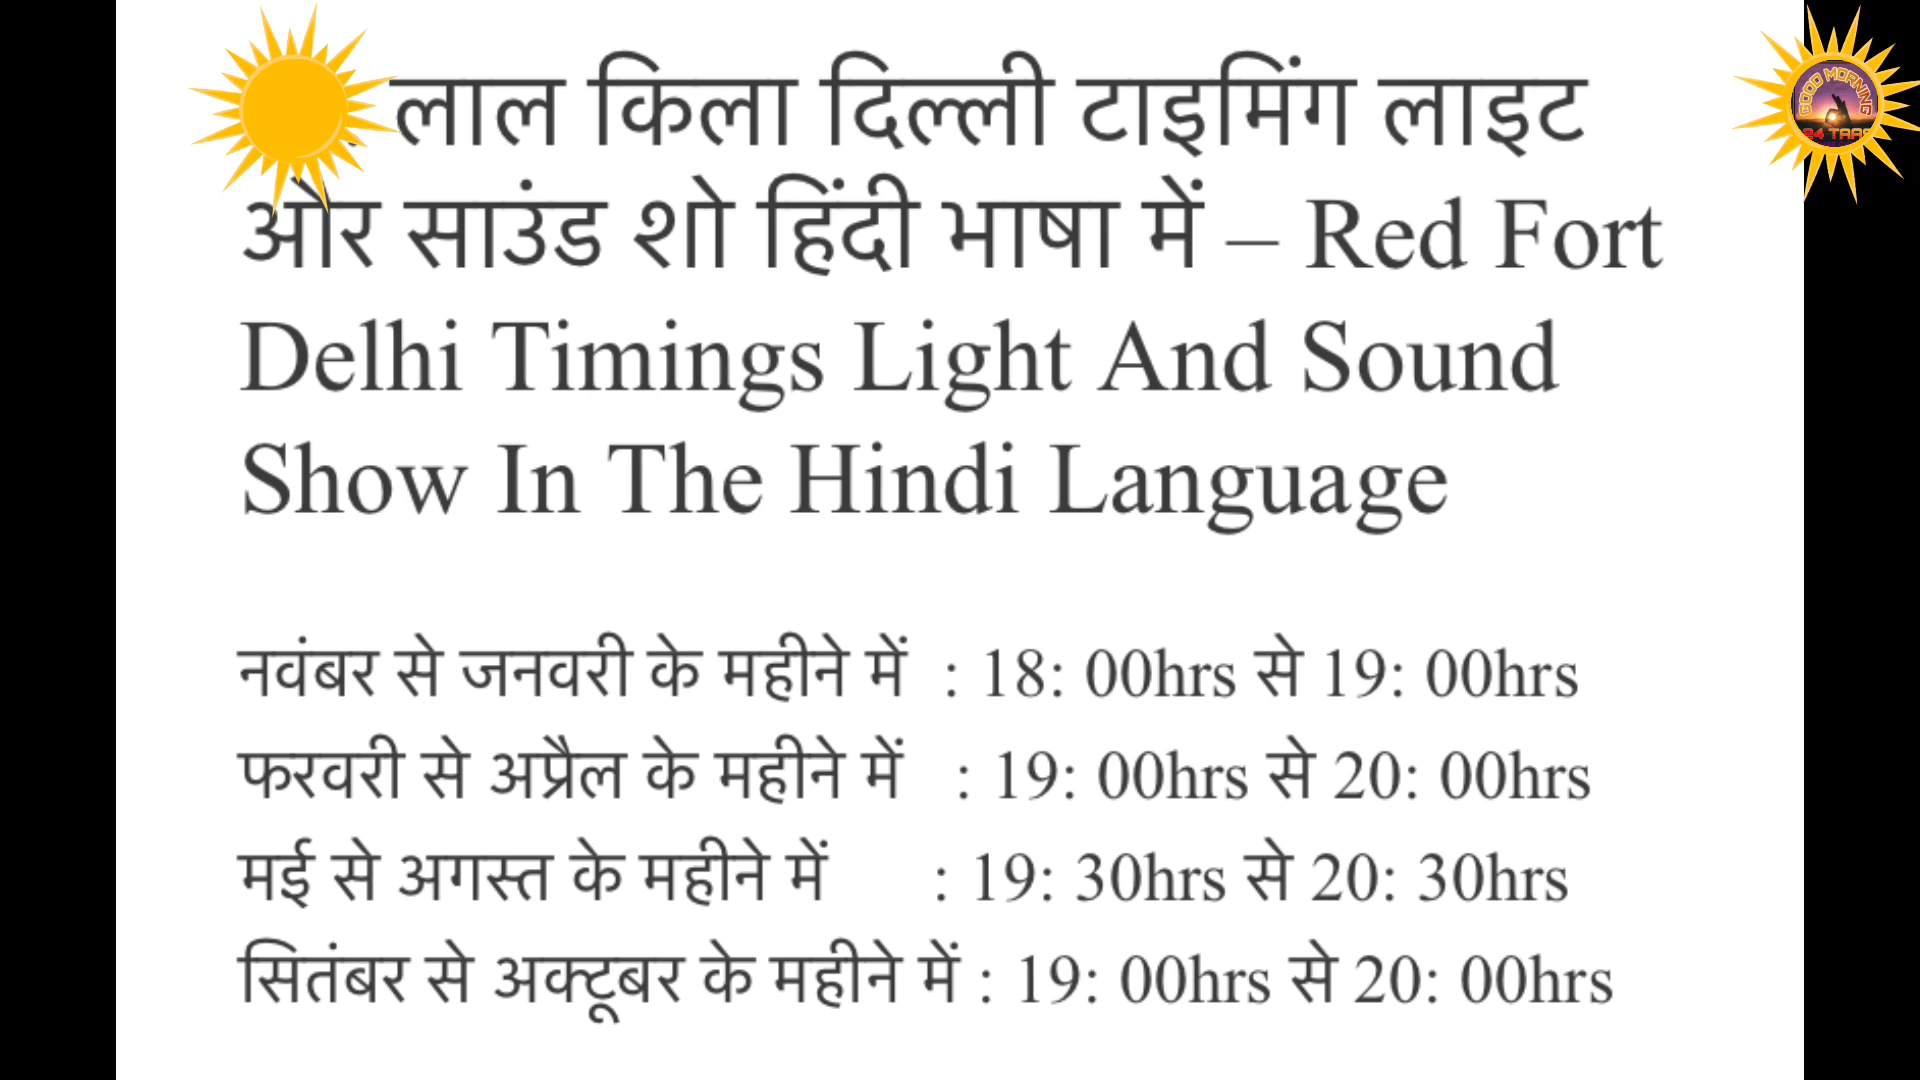 लाल किला दिल्ली टाइमिंग लाइट
और साउंड शो हिंदी भाषा में – Red Fort
Delhi Timings Light And Sound
Show In The Hindi Language
नवंबर से जनवरी के महीने में : 18: 00hrs से 19: 00hrs
फरवरी से अप्रैल के महीने में : 19: 00hrs से 20: 00hrs
मई से अगस्त के महीने में : 19: 30hrs से 20: 30hrs
सितंबर से अक्टूबर के महीने में : 19: 00hrs से 20: 00hrs
GOOD MORNING